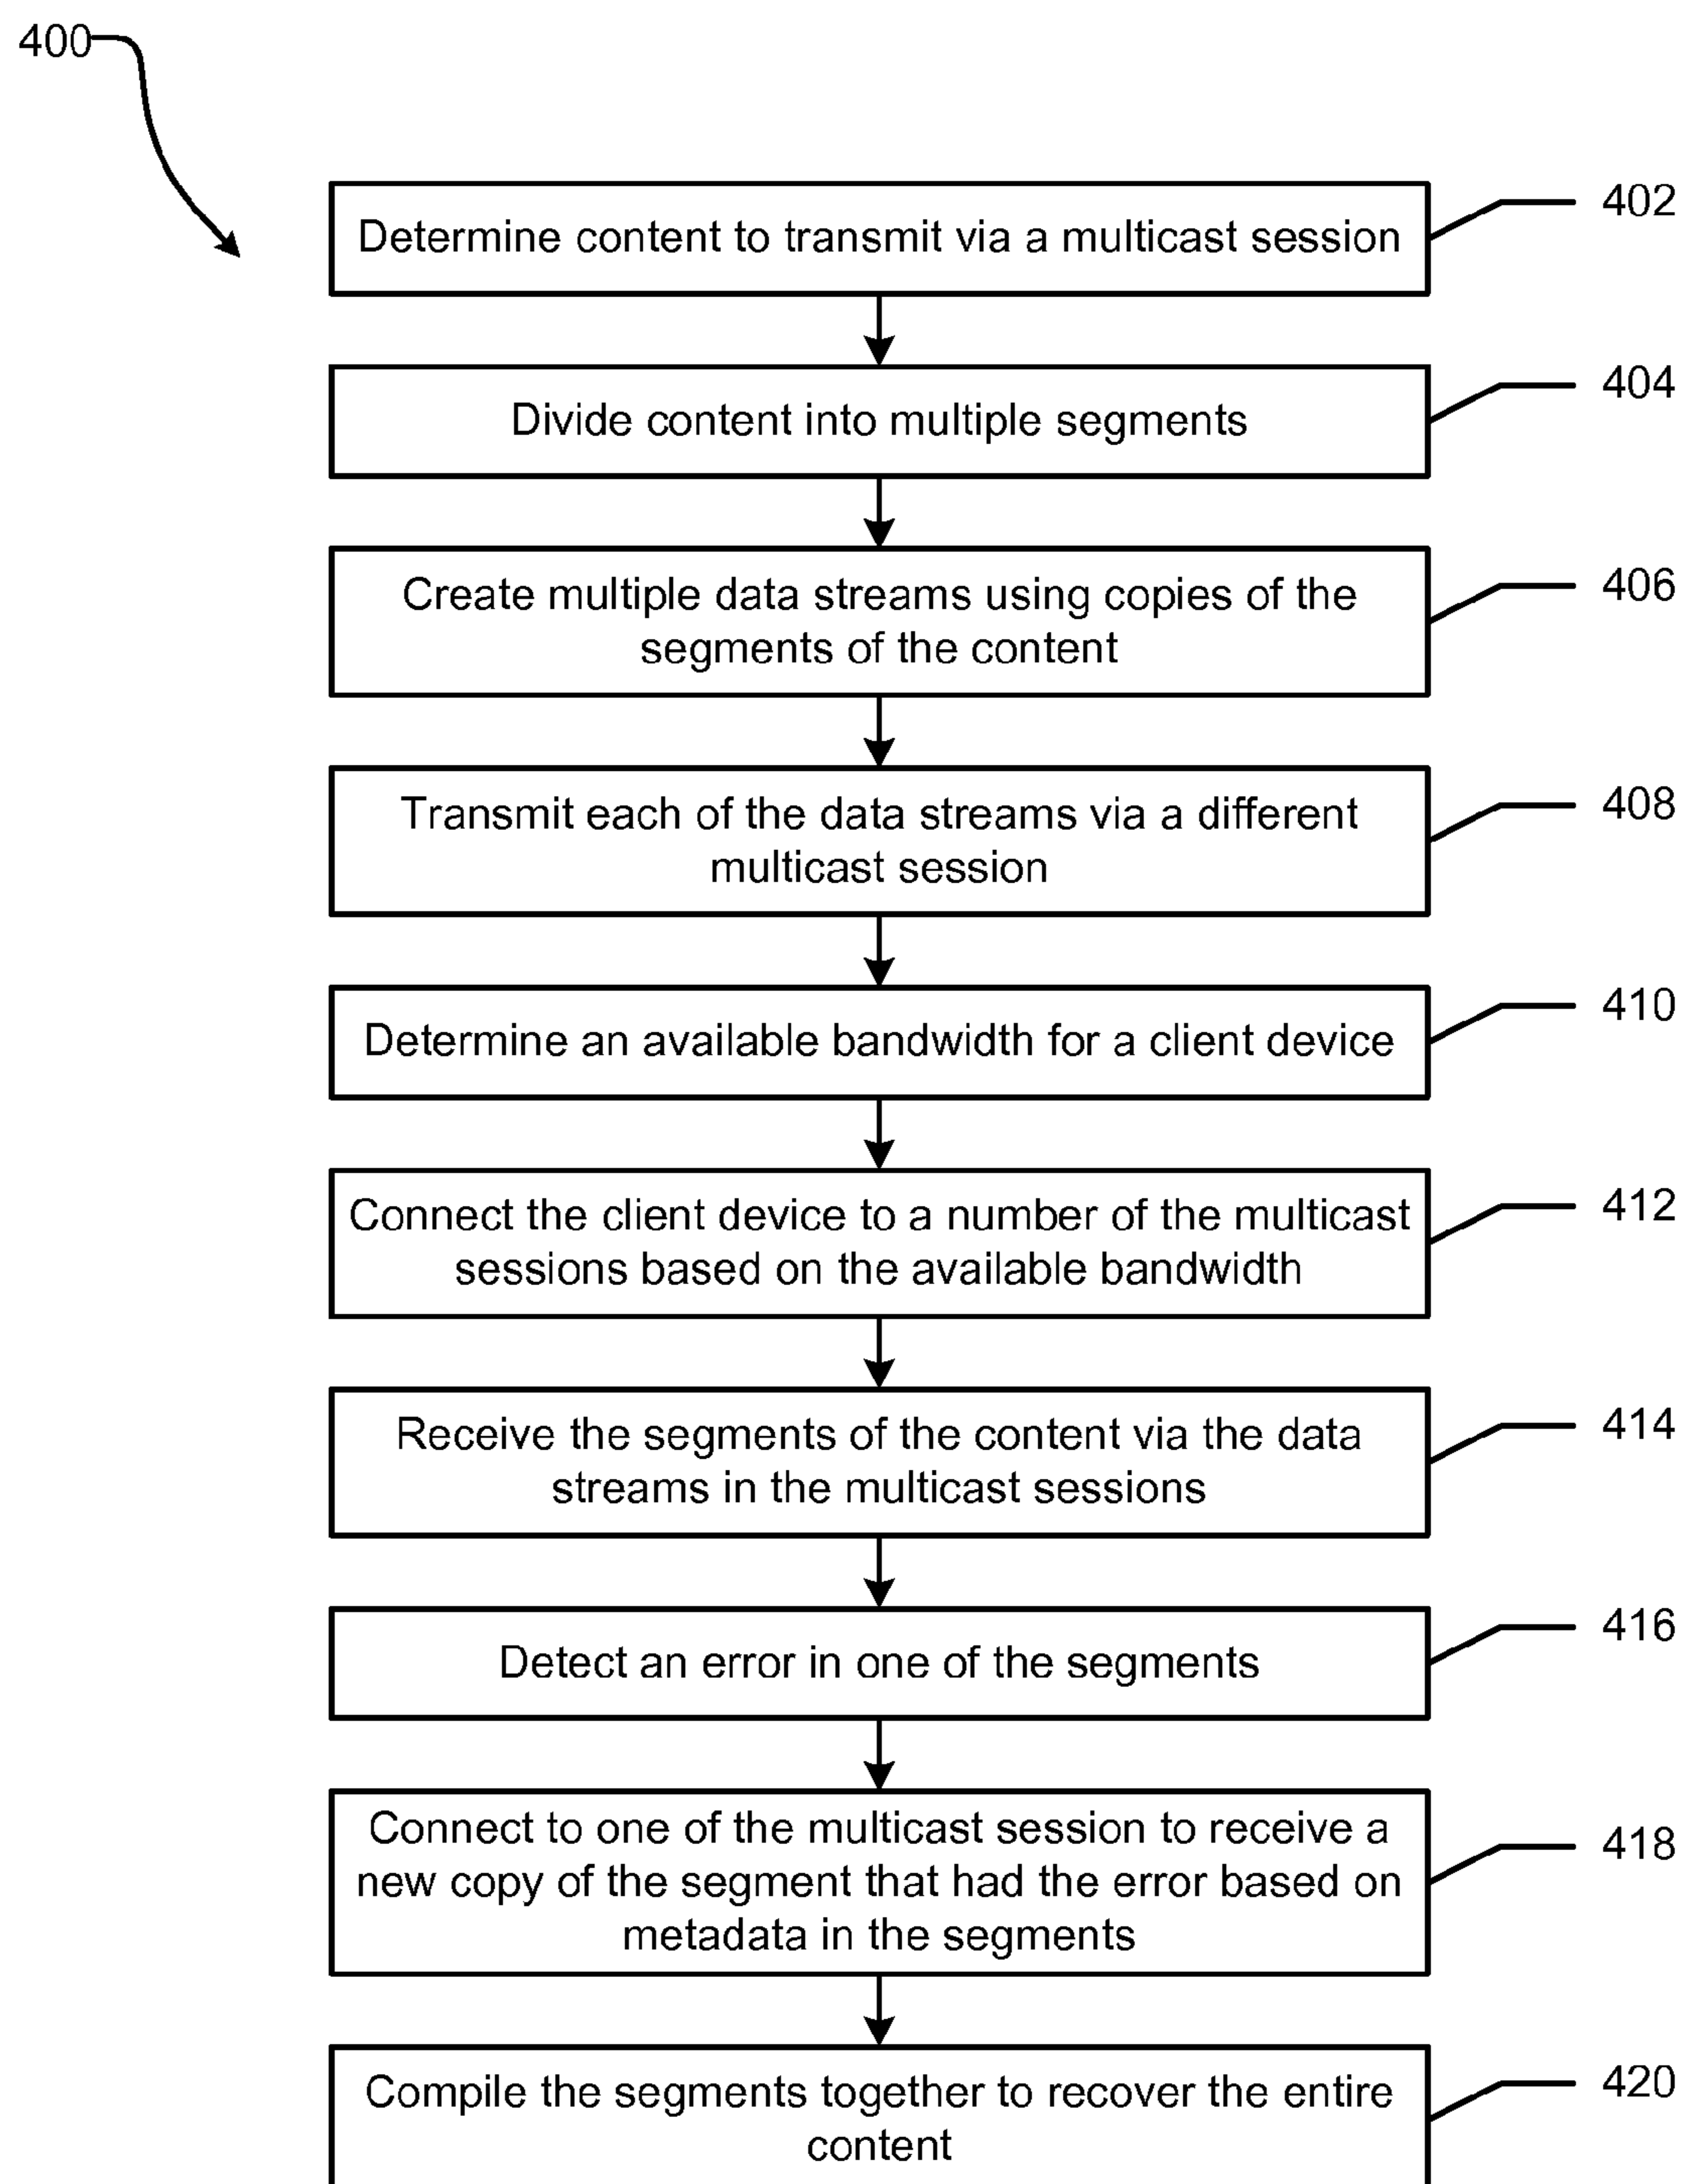 400
Determine content to transmit via a multicast session
402
Divide content into multiple segments
404
Create multiple data streams using copies of the
segments of the content
406
Transmit each of the data streams via a different
multicast session
408
Determine an available bandwidth for a client device
410
Connect the client device to a number of the multicast
sessions based on the available bandwidth
412
Receive the segments of the content via the data
streams in the multicast sessions
414
Detect an error in one of the segments
416
Connect to one of the multicast session to receive a
new copy of the segment that had the error based on
metadata in the segments
418
Compile the segments together to recover the entire
content
420